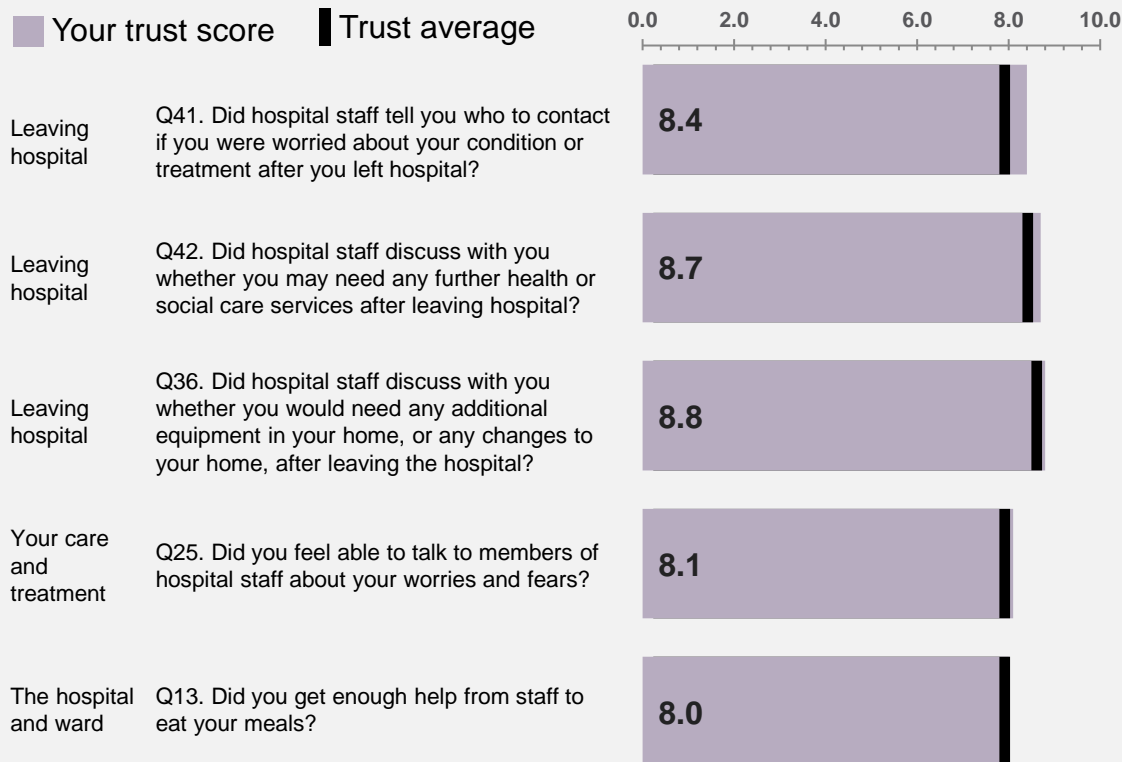 Your trust score
Trust average
0.0 2.0 4.0 6.0 8.0 10.0
Leaving
hospital
Q41. Did hospital staff tell you who to contact
if you were worried about your condition or
treatment after you left hospital?
8.4
Leaving
hospital
Q42. Did hospital staff discuss with you
whether you may need any further health or
social care services after leaving hospital?
8.7
Leaving
hospital
Q36. Did hospital staff discuss with you
whether you would need any additional
equipment in your home, or any changes to
your home, after leaving the hospital?
8.8
Your care
and
treatment
Q25. Did you feel able to talk to members of
hospital staff about your worries and fears?
8.1
The hospital
and ward
Q13. Did you get enough help from staff to
eat your meals?
8.0